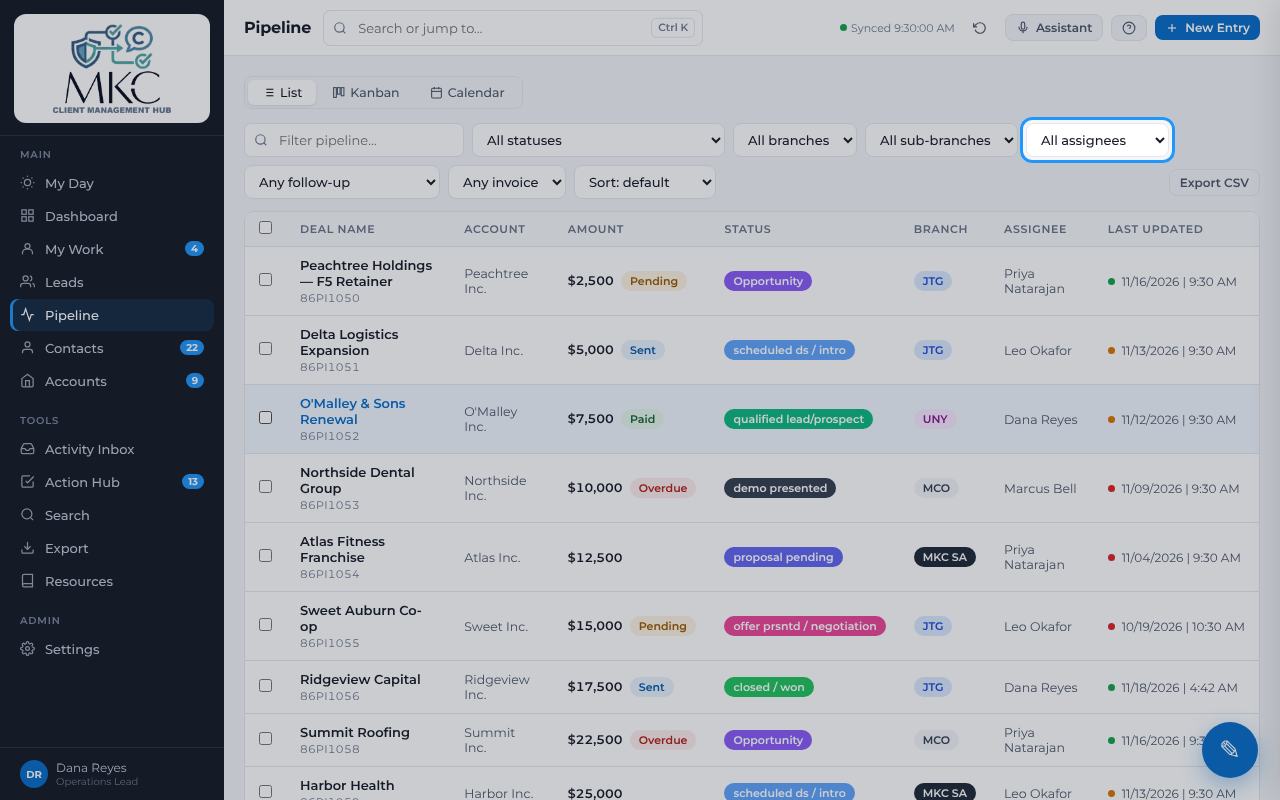 MKC
CLIENT MANAGEMENT HUB
MAIN
My Day
Dashboard
My Work 4
Leads
Pipeline
Contacts 22
Accounts 9
TOOLS
Activity Inbox
Action Hub 13
Search
Export
Resources
ADMIN
Settings
DR
Dana Reyes
Operations Lead
Pipeline
Search or jump to...
Ctrl K
Synced 9:30:00 AM
Assistant
+ New Entry
List
Kanban
Calendar
Filter pipeline...
All statuses
All branches
All sub-branches
All assignees
Any follow-up
Any invoice
Sort: default
Export CSV
DEAL NAME ACCOUNT AMOUNT STATUS BRANCH ASSIGNEE LAST UPDATED
Peachtree Holdings
— F5 Retainer
86PI1050
Peachtree
Inc.
$2,500 Pending
Opportunity
JTG
Priya
Natarajan
11/16/2026 | 9:30 AM
Delta Logistics
Expansion
86PI1051
Delta Inc.
$5,000 Sent
scheduled ds / intro
JTG
Leo Okafor
11/13/2026 | 9:30 AM
O'Malley & Sons
Renewal
86PI1052
O'Malley
Inc.
$7,500 Paid
qualified lead/prospect
UNY
Dana Reyes
11/12/2026 | 9:30 AM
Northside Dental
Group
86PI1053
Northside
Inc.
$10,000 Overdue
demo presented
MCO
Marcus Bell
11/09/2026 | 9:30 AM
Atlas Fitness
Franchise
86PI1054
Atlas Inc.
$12,500
proposal pending
MKC SA
Priya
Natarajan
11/04/2026 | 9:30 AM
Sweet Auburn Co-
op
86PI1055
Sweet Inc.
$15,000 Pending
offer prsntd / negotiation
JTG
Leo Okafor
10/19/2026 | 10:30 AM
Ridgeview Capital
86PI1056
Ridgeview
Inc.
$17,500 Sent
closed / won
JTG
Dana Reyes
11/18/2026 | 4:42 AM
Summit Roofing
86PI1058
Summit
Inc.
$22,500 Overdue
Opportunity
MCO
Priya
Natarajan
11/16/2026 | 9:
Harbor Health
Harbor Inc.
$25,000
scheduled ds / intro
MKC SA
Leo Okafor
11/13/2026 | 9:30 AM